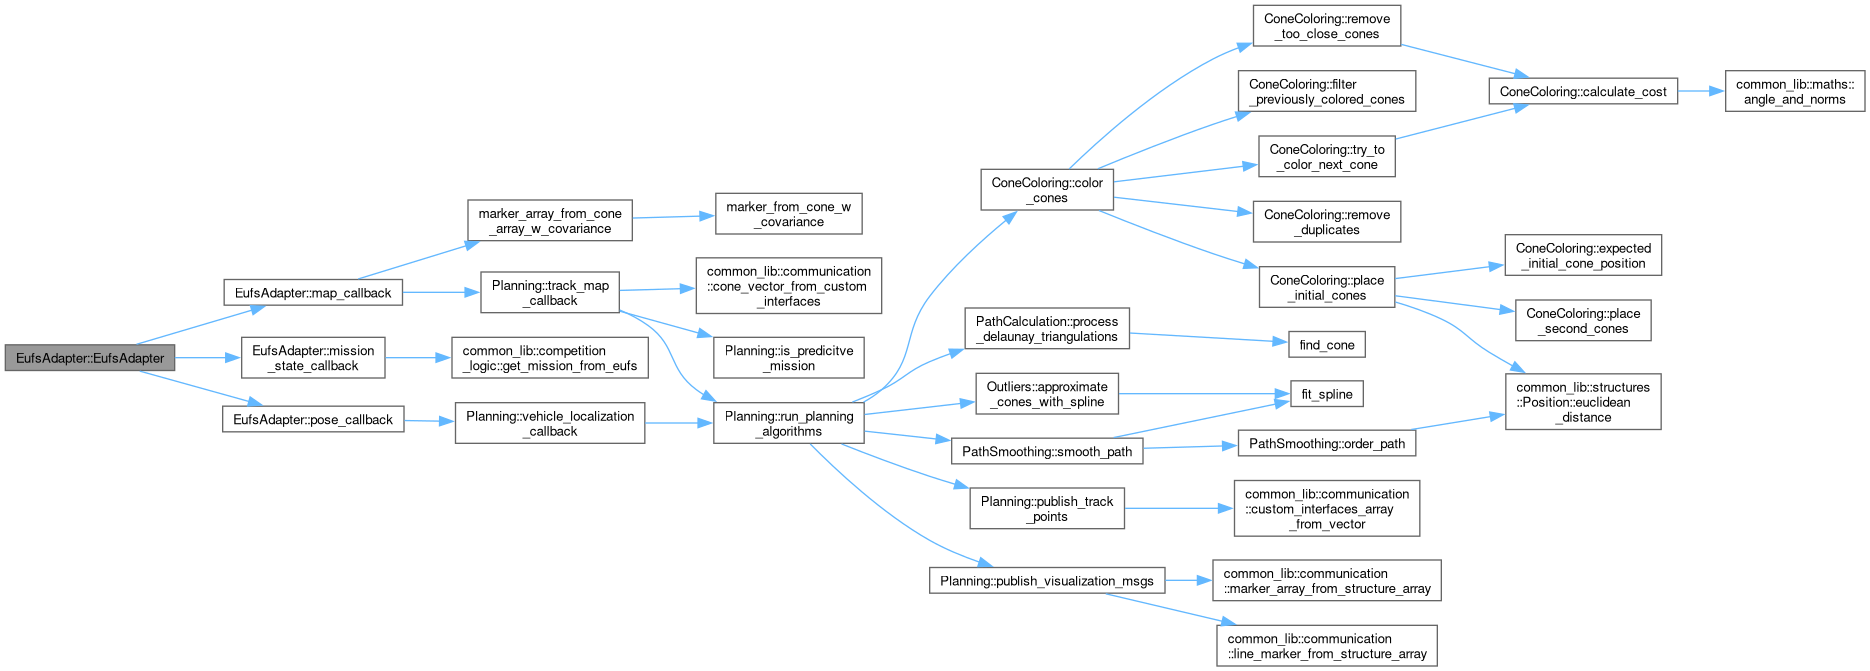 EufsAdapter::EufsAdapter
EufsAdapter::map_callback
EufsAdapter::mission
_state_callback
EufsAdapter::pose_callback
marker_array_from_cone
_array_w_covariance
Planning::track_map
_callback
common_lib::competition
_logic::get_mission_from_eufs
Planning::vehicle_localization
_callback
marker_from_cone_w
_covariance
common_lib::communication
::cone_vector_from_custom
_interfaces
Planning::is_predicitve
_mission
Planning::run_planning
_algorithms
ConeColoring::color
_cones
PathCalculation::process
_delaunay_triangulations
Outliers::approximate
_cones_with_spline
PathSmoothing::smooth_path
Planning::publish_track
_points
Planning::publish_visualization_msgs
ConeColoring::remove
_too_close_cones
ConeColoring::filter
_previously_colored_cones
ConeColoring::try_to
_color_next_cone
ConeColoring::remove
_duplicates
ConeColoring::place
_initial_cones
find_cone
fit_spline
PathSmoothing::order_path
common_lib::communication
::custom_interfaces_array
_from_vector
common_lib::communication
::marker_array_from_structure_array
common_lib::communication
::line_marker_from_structure_array
ConeColoring::calculate_cost
ConeColoring::expected
_initial_cone_position
ConeColoring::place
_second_cones
common_lib::structures
::Position::euclidean
_distance
common_lib::maths::
angle_and_norms